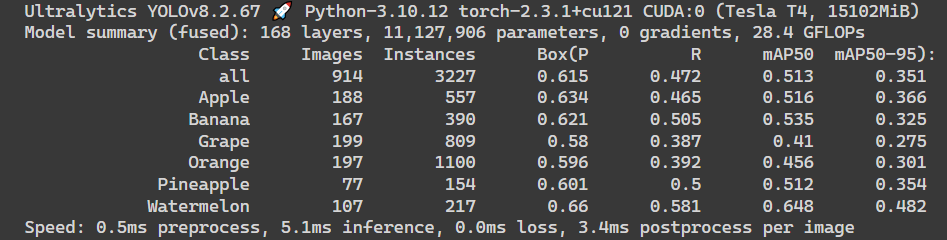 Ultralytics YOLOv8.2.67 🚀 Python-3.10.12 torch-2.3.1+cu121 CUDA:0 (Tesla T4, 15102MiB)
Model summary (fused): 168 layers, 11,127,906 parameters, 0 gradients, 28.4 GFLOPs
Class Images Instances Box(P R mAP50 mAP50-95):
all 914 3227 0.615 0.472 0.513 0.351
Apple 188 557 0.634 0.465 0.516 0.366
Banana 167 390 0.621 0.505 0.535 0.325
Grape 199 809 0.58 0.387 0.41 0.275
Orange 197 1100 0.596 0.392 0.456 0.301
Pineapple 77 154 0.601 0.5 0.512 0.354
Watermelon 107 217 0.66 0.581 0.648 0.482
Speed: 0.5ms preprocess, 5.1ms inference, 0.0ms loss, 3.4ms postprocess per image